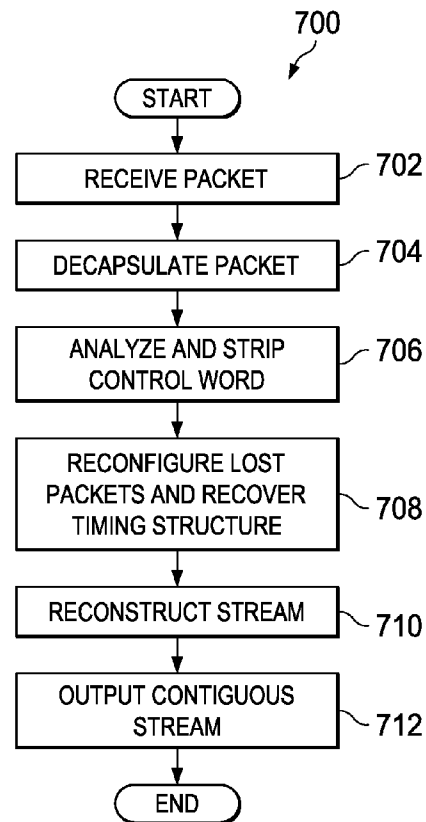 700
START
RECEIVE PACKET
702
DECAPSULATE PACKET
704
ANALYZE AND STRIP
CONTROL WORD
706
RECONFIGURE LOST
PACKETS AND RECOVER
TIMING STRUCTURE
708
RECONSTRUCT STREAM
710
OUTPUT CONTIGUOUS
STREAM
712
END